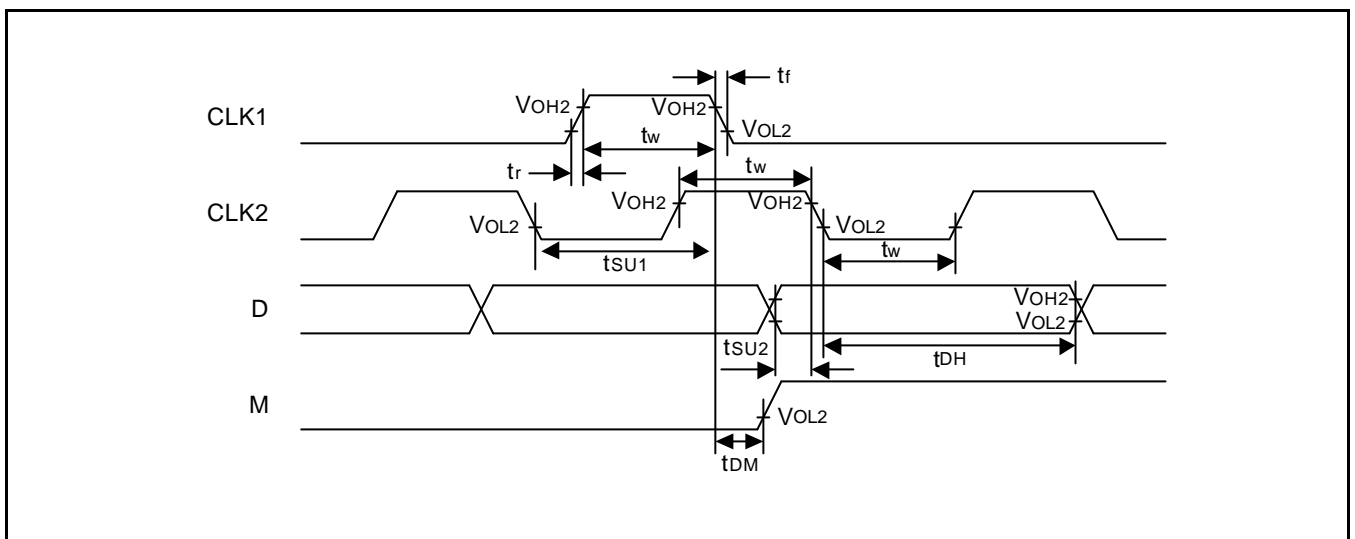 tf
CLK1
VOH2
VOH2
VOL2
tw
tr
tw
CLK2
VOH2
VOH2
VOL2
VOL2
tSU1
tw
D
VOH2
VOL2
tSU2
tDH
M
VOL2
tDM